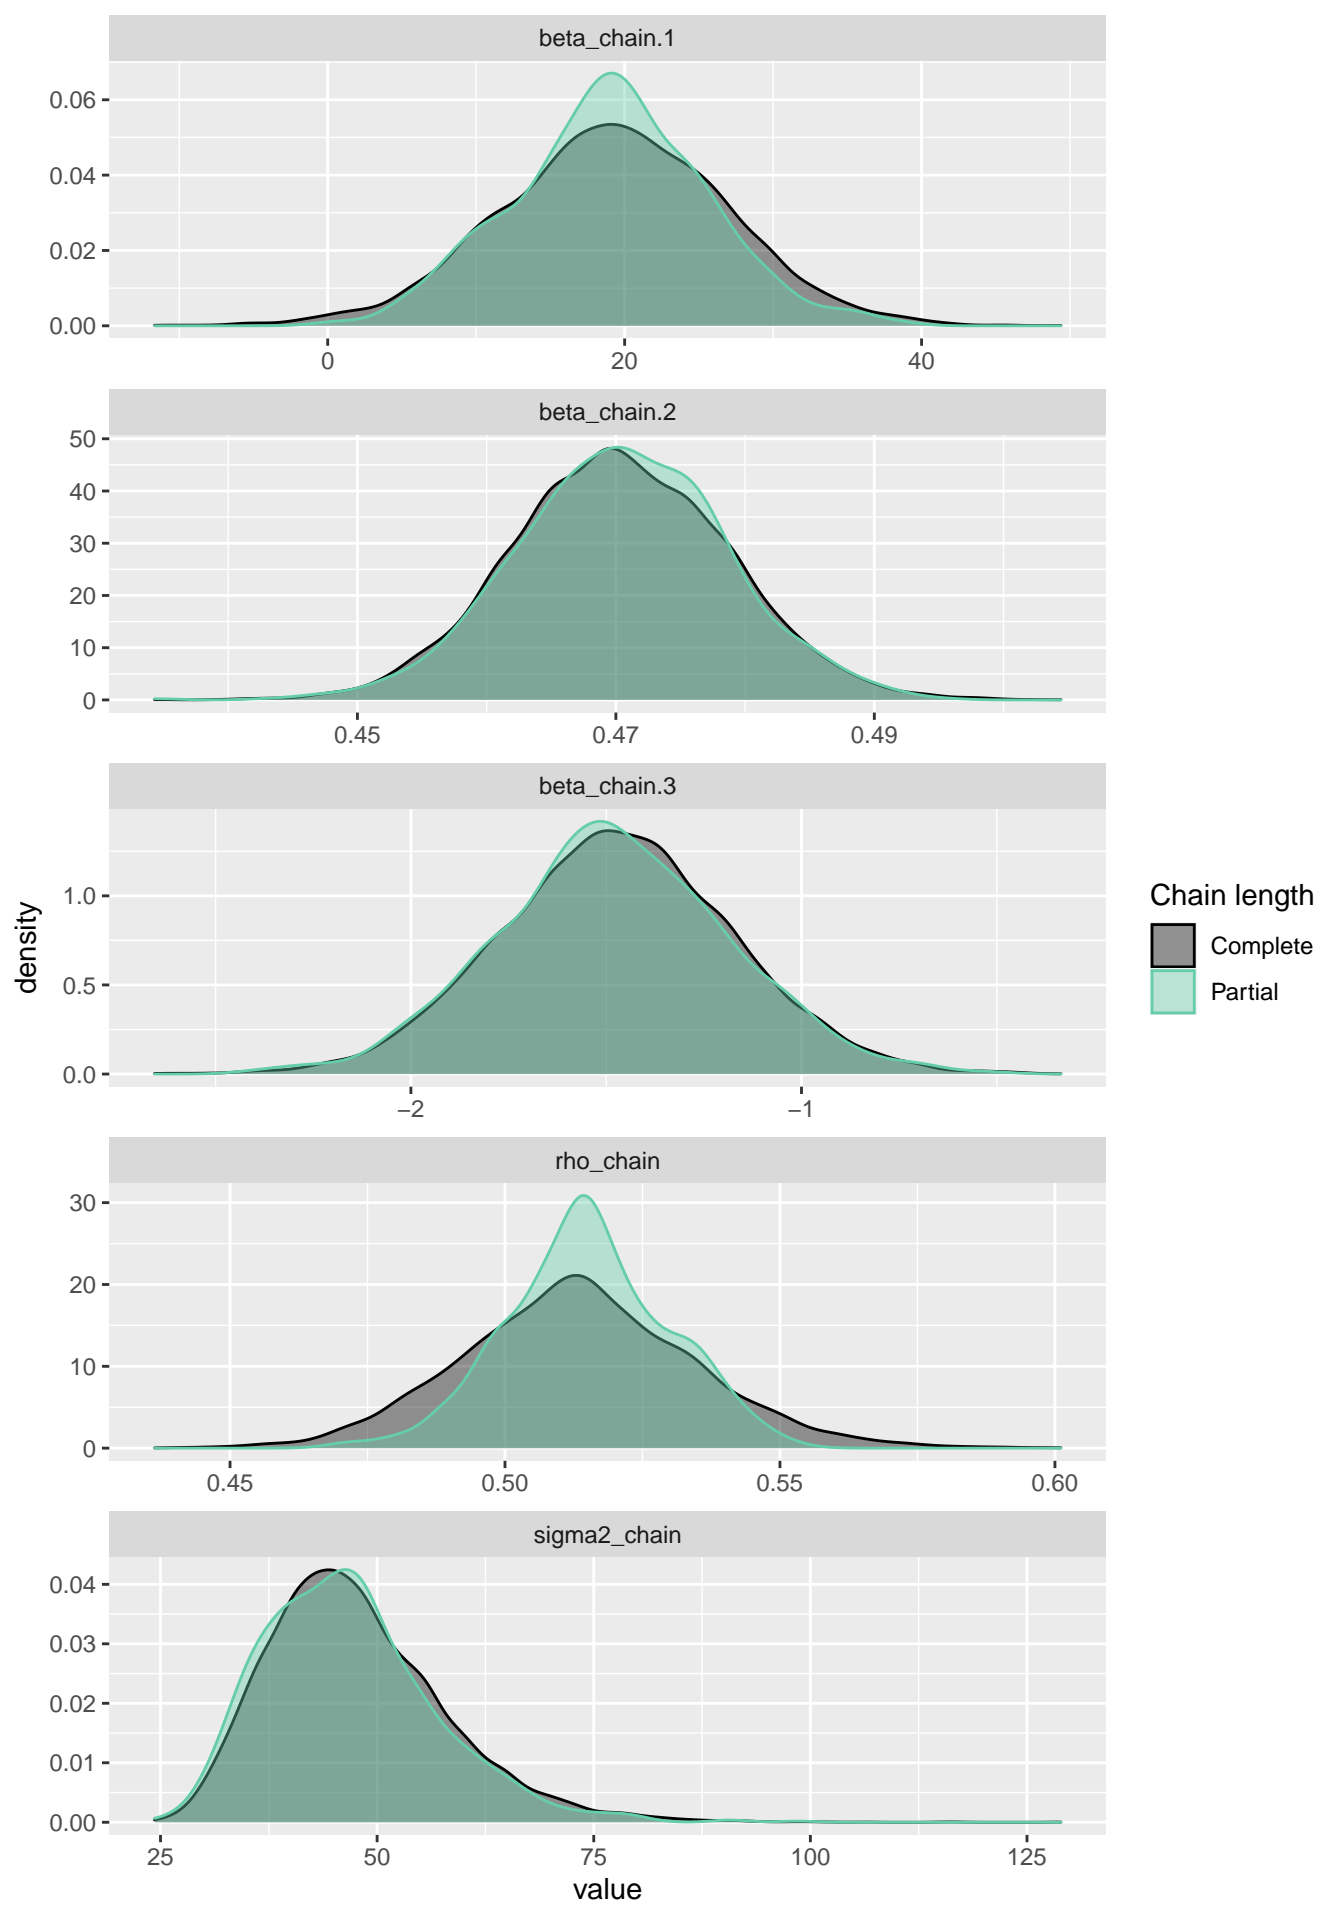 beta_chain.1
0.06
0.04
0.02
0.00
0 20 40
beta_chain.2
50
40
30
20
10
0
0.45 0.47 0.49
beta_chain.3
1.0
0.5
0.0
−2 −1
rho_chain
30
20
10
0
0.45 0.50 0.55 0.60
sigma2_chain
0.04
0.03
0.02
0.01
0.00
25 50 75 100 125
value
density
Chain length
Complete
Partial